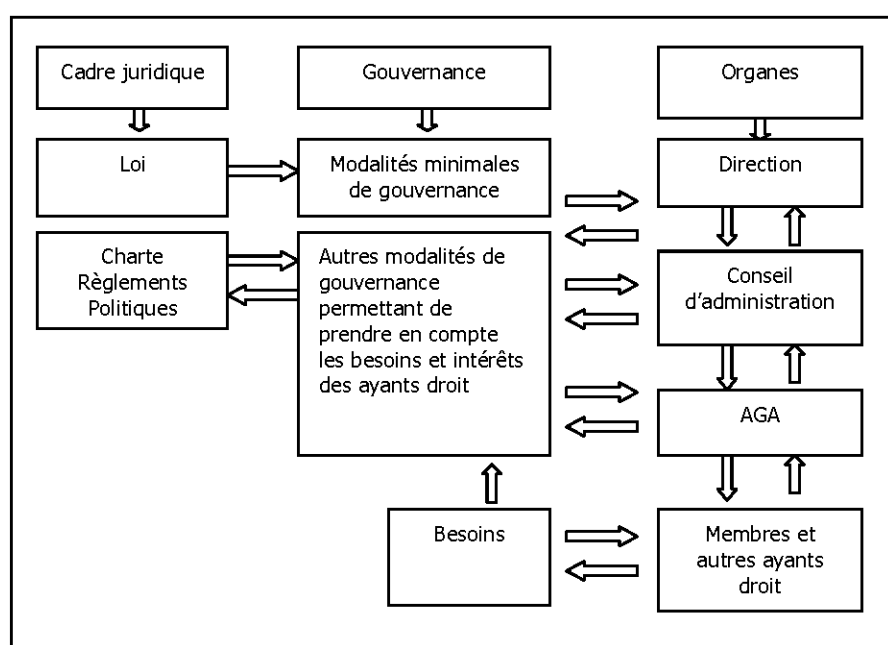 Cadre juridique
Gouvernance
Organes
Loi
Modalités minimales
de gouvernance
Direction
Charte
Règlements
Politiques
Autres modalités de
gouvernance
permettant de
prendre en compte
les besoins et intérêts
des ayants droit
Conseil
d'administration
AGA
Besoins
Membres et
autres ayants
droit